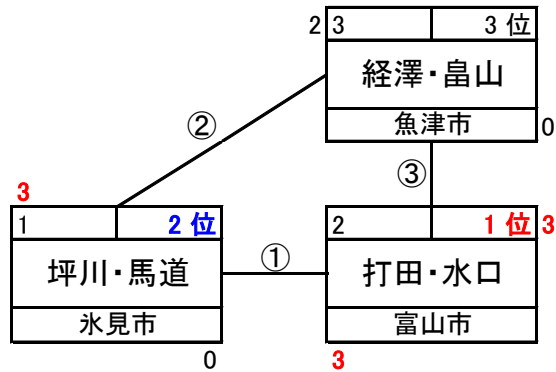 2 3 3 位
経澤・畠山
魚津市 0
②
③
3
1 2 位
坪川・馬道
氷見市
0
①
2 1 位 3
打田・水口
富山市
3